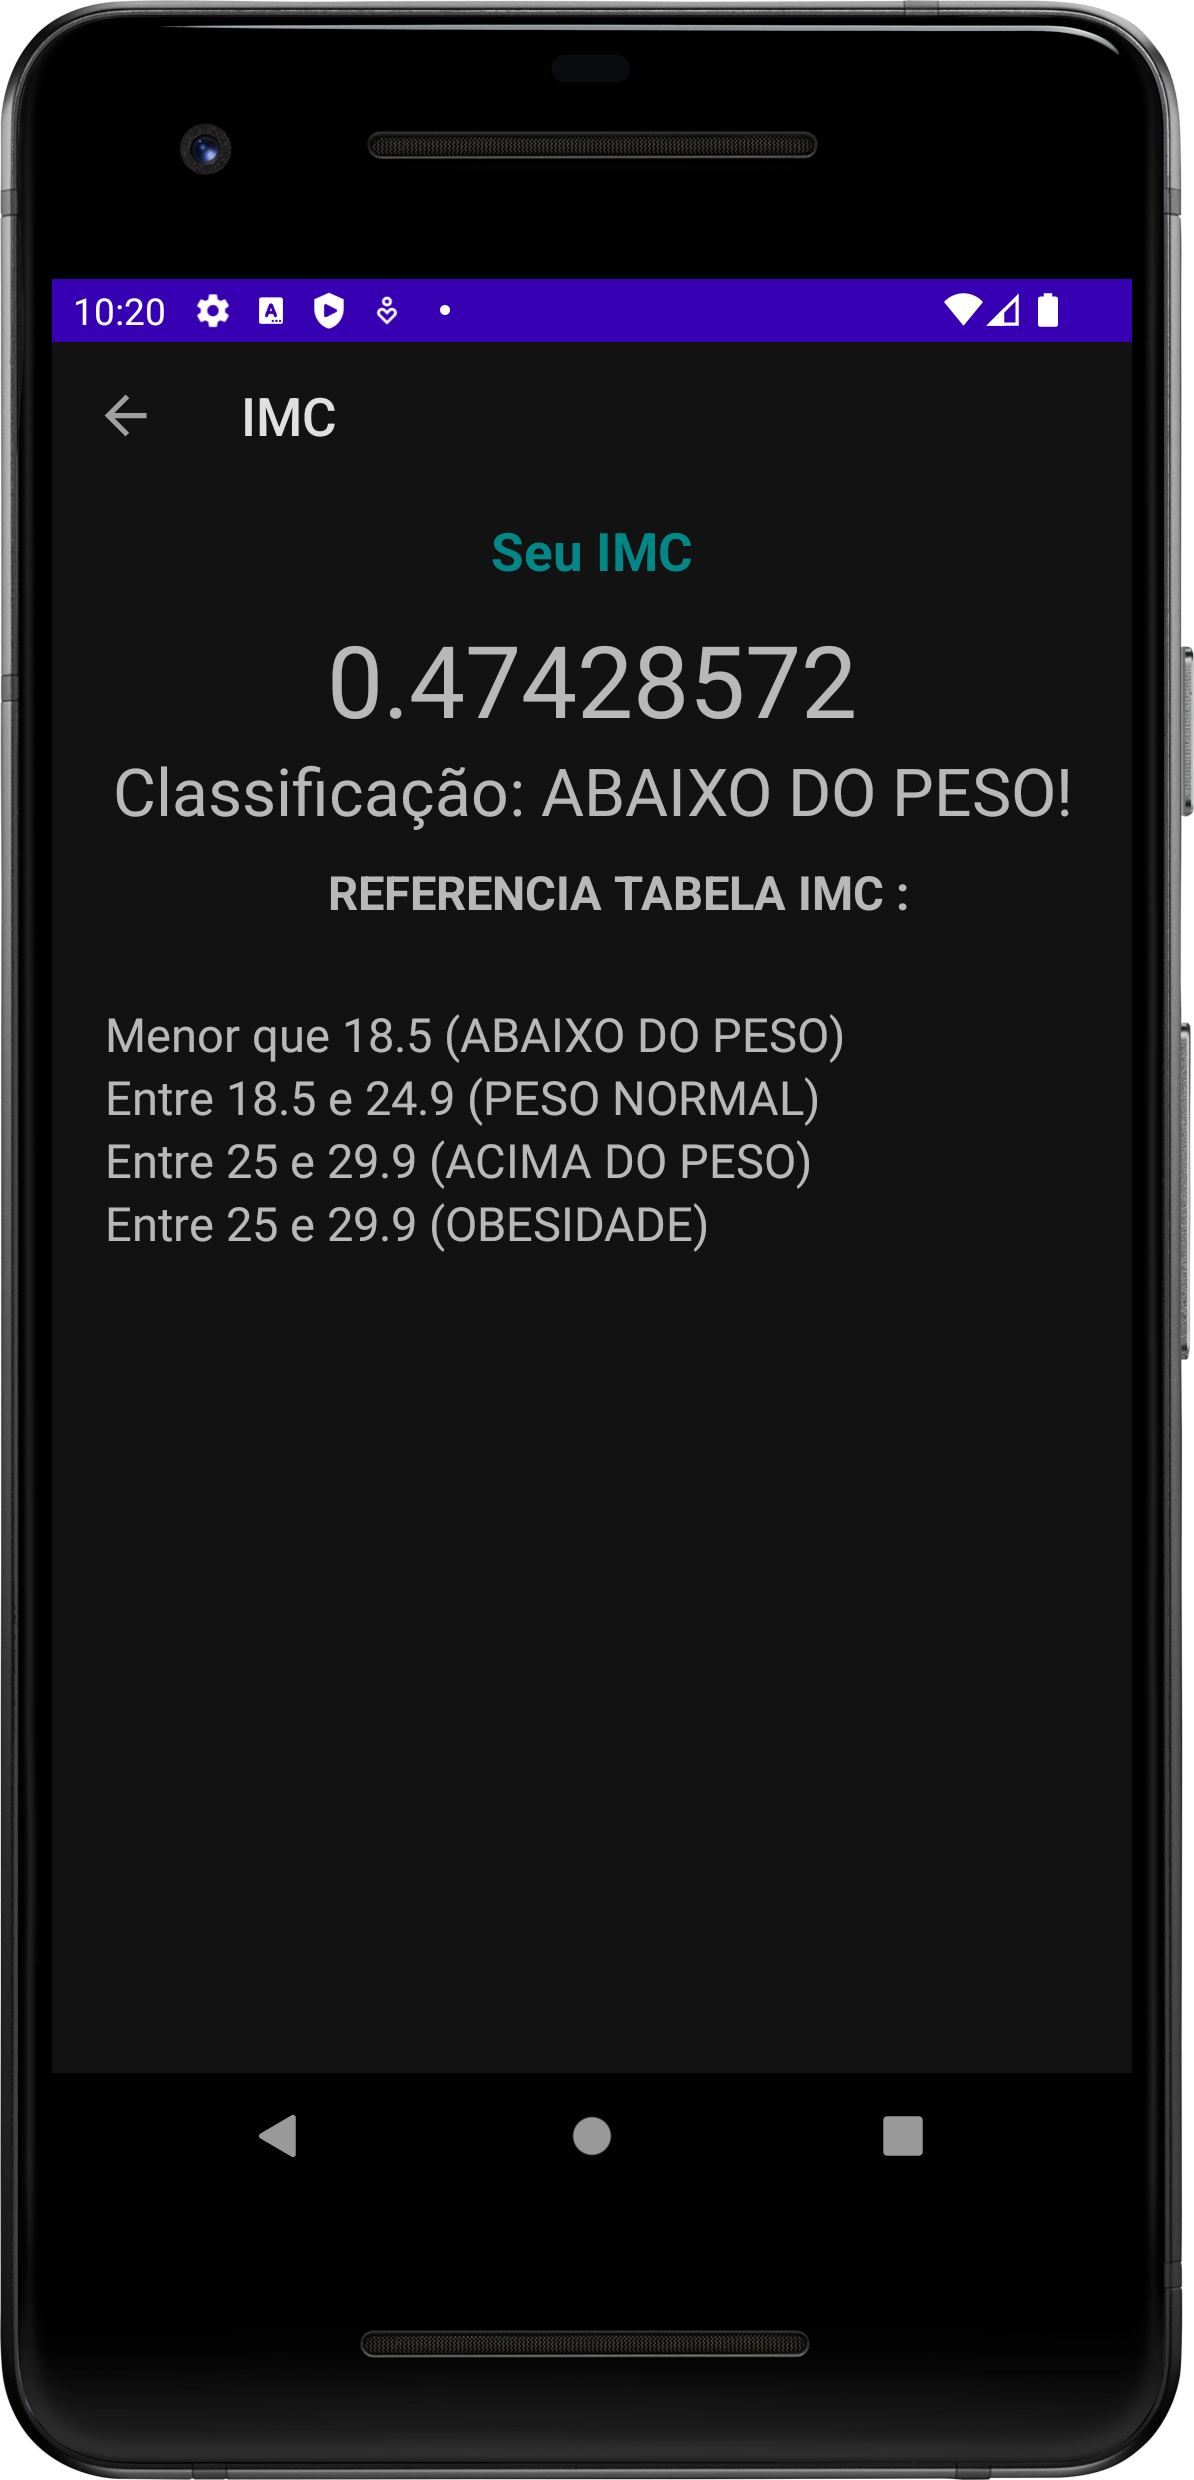 10:20
IMC
Seu IMC
0.47428572
Classificação: ABAIXO DO PESO!
REFERENCIA TABELA IMC :
Menor que 18.5 (ABAIXO DO PESO)
Entre 18.5 e 24.9 (PESO NORMAL)
Entre 25 e 29.9 (ACIMA DO PESO)
Entre 25 e 29.9 (OBESIDADE)